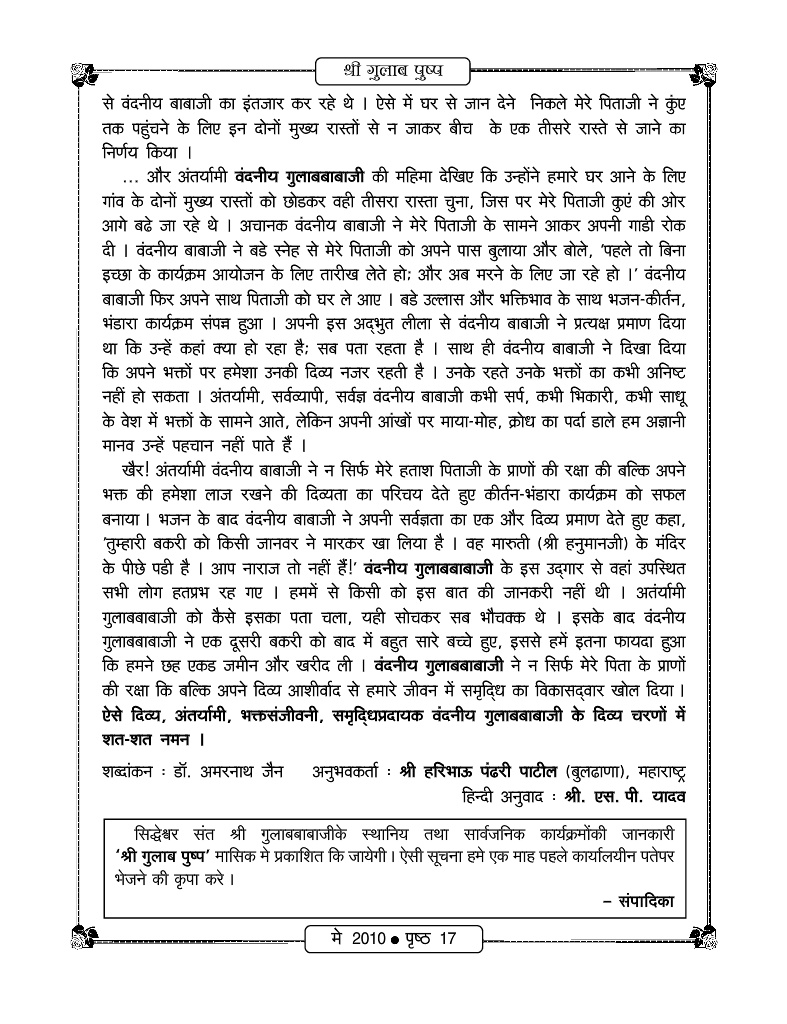 श्री गुलाब पुष्प
से वंदनीय बाबाजी का इंतजार कर रहे थे । ऐसे में घर से जान देने निकले मेरे पिताजी ने कुंए
तक पहुंचने के लिए इन दोनों मुख्य रास्तों से न जाकर बीच के एक तीसरे रास्ते से जाने का
निर्णय किया ।
... और अंतर्यामी वंदनीय गुलाबबाबाजी की महिमा देखिए कि उन्होंने हमारे घर आने के लिए
गांव के दोनों मुख्य रास्तों को छोडकर वही तीसरा रास्ता चुना, जिस पर मेरे पिताजी कुएं की ओर
आगे बढे जा रहे थे । अचानक वंदनीय बाबाजी ने मेरे पिताजी के सामने आकर अपनी गाडी रोक
दी । वंदनीय बाबाजी ने बडे स्नेह से मेरे पिताजी को अपने पास बुलाया और बोले, ‘पहले तो बिना
इच्छा के कार्यक्रम आयोजन के लिए तारीख लेते हो; और अब मरने के लिए जा रहे हो ।’ वंदनीय
बाबाजी फिर अपने साथ पिताजी को घर ले आए । बडे उल्लास और भक्तिभाव के साथ भजन-कीर्तन,
भंडारा कार्यक्रम संपन्न हुआ । अपनी इस अद्‌भुत लीला से वंदनीय बाबाजी ने प्रत्यक्ष प्रमाण दिया
था कि उन्हें कहां क्या हो रहा है; सब पता रहता है । साथ ही वंदनीय बाबाजी ने दिखा दिया
कि अपने भक्तों पर हमेशा उनकी दिव्य नजर रहती है । उनके रहते उनके भक्तों का कभी अनिष्ट
नहीं हो सकता । अंतर्यामी, सर्वव्यापी, सर्वज्ञ वंदनीय बाबाजी कभी सर्प, कभी भिकारी, कभी साधू
के वेश में भक्तों के सामने आते, लेकिन अपनी आंखों पर माया-मोह, क्रोध का पर्दा डाले हम अज्ञानी
मानव उन्हें पहचान नहीं पाते हैं ।
खैर! अंतर्यामी वंदनीय बाबाजी ने न सिर्फ मेरे हताश पिताजी के प्राणों की रक्षा की बल्कि अपने
भक्त की हमेशा लाज रखने की दिव्यता का परिचय देते हुए कीर्तन-भंडारा कार्यक्रम को सफल
बनाया । भजन के बाद वंदनीय बाबाजी ने अपनी सर्वज्ञता का एक और दिव्य प्रमाण देते हुए कहा,
‘तुम्हारी बकरी को किसी जानवर ने मारकर खा लिया है । वह मारुती (श्री हनुमानजी) के मंदिर
के पीछे पडी है । आप नाराज तो नहीं हैं!’ वंदनीय गुलाबबाबाजी के इस उद्‌गार से वहां उपस्थित
सभी लोग हतप्रभ रह गए । हममें से किसी को इस बात की जानकरी नहीं थी । अतंर्यामी
गुलाबबाबाजी को कैसे इसका पता चला, यही सोचकर सब भौचक्क थे । इसके बाद वंदनीय
गुलाबबाबाजी ने एक दूसरी बकरी को बाद में बहुत सारे बच्चे हुए, इससे हमें इतना फायदा हुआ
कि हमने छह एकड जमीन और खरीद ली । वंदनीय गुलाबबाबाजी ने न सिर्फ मेरे पिता के प्राणों
की रक्षा कि बल्कि अपने दिव्य आशीर्वाद से हमारे जीवन में समृद्‌धि का विकासद्‌वार खोल दिया ।
ऐसे दिव्य, अंतर्यामी, भक्तसंजीवनी, समृद्‌धिप्रदायक वंदनीय गुलाबबाबाजी के दिव्य चरणों में
शत-शत नमन ।
शब्दांकन : डॉ. अमरनाथ जैन अनुभवकर्ता : श्री हरिभाऊ पंढरी पाटील (बुलढाणा), महाराष्ट्र
हिन्दी अनुवाद : श्री. एस. पी. यादव
सिद्धेश्वर संत श्री गुलाबबाबाजीके स्थानिय तथा सार्वजनिक कार्यक्रमोंकी जानकारी
‘श्री गुलाब पुष्प’ मासिक मे प्रकाशित कि जायेगी । ऐसी सूचना हमे एक माह पहले कार्यालयीन पतेपर
भेजने की कृपा करे ।
– संपादिका
मे 2010 ● पृष्ठ 17